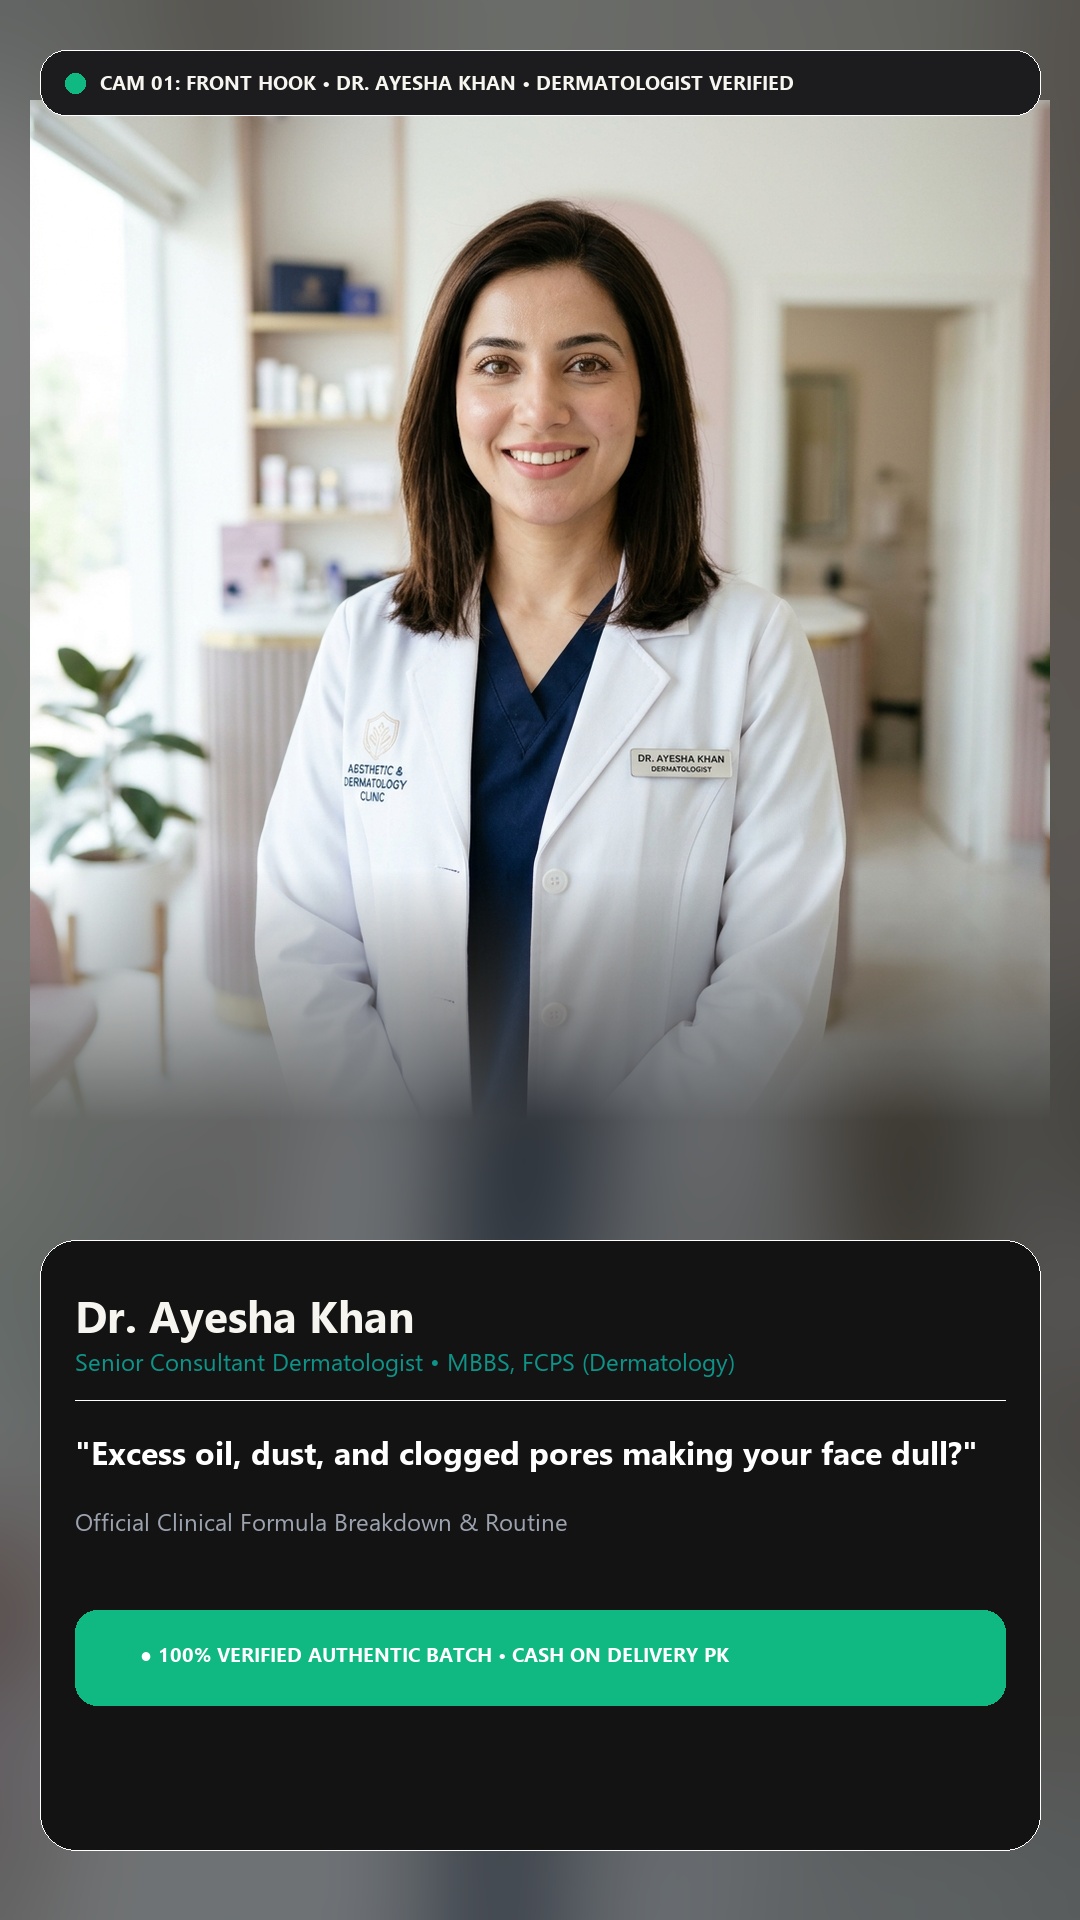 CAM 01: FRONT HOOK • DR. AYESHA KHAN • DERMATOLOGIST VERIFIED
AESTHETIC &
DERMATOLOGY
CLINIC
DR. AYESHA KHAN
DERMATOLOGIST
Dr. Ayesha Khan
Senior Consultant Dermatologist • MBBS, FCPS (Dermatology)
"Excess oil, dust, and clogged pores making your face dull?"
Official Clinical Formula Breakdown & Routine
• 100% VERIFIED AUTHENTIC BATCH • CASH ON DELIVERY PK